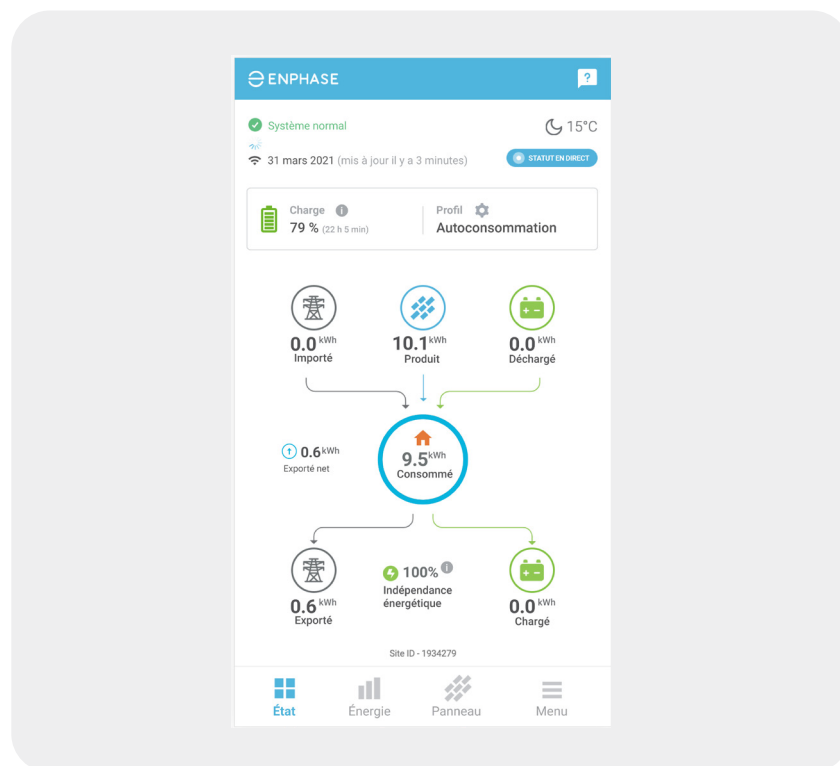 ENPHASE
?
Système normal
15°C
31 mars 2021 (mis à jour il y a 3 minutes)
STATUT EN DIRECT
Charge i
79 % (22 h 5 min)
Profil
Autoconsommation
0.0 kWh
Importé
10.1 kWh
Produit
0.0 kWh
Déchargé
0.6 kWh
Exporté net
9.5 kWh
Consommé
0.6 kWh
Exporté
100% i
Indépendance
énergétique
0.0 kWh
Chargé
Site ID - 1934279
État
Énergie
Panneau
Menu